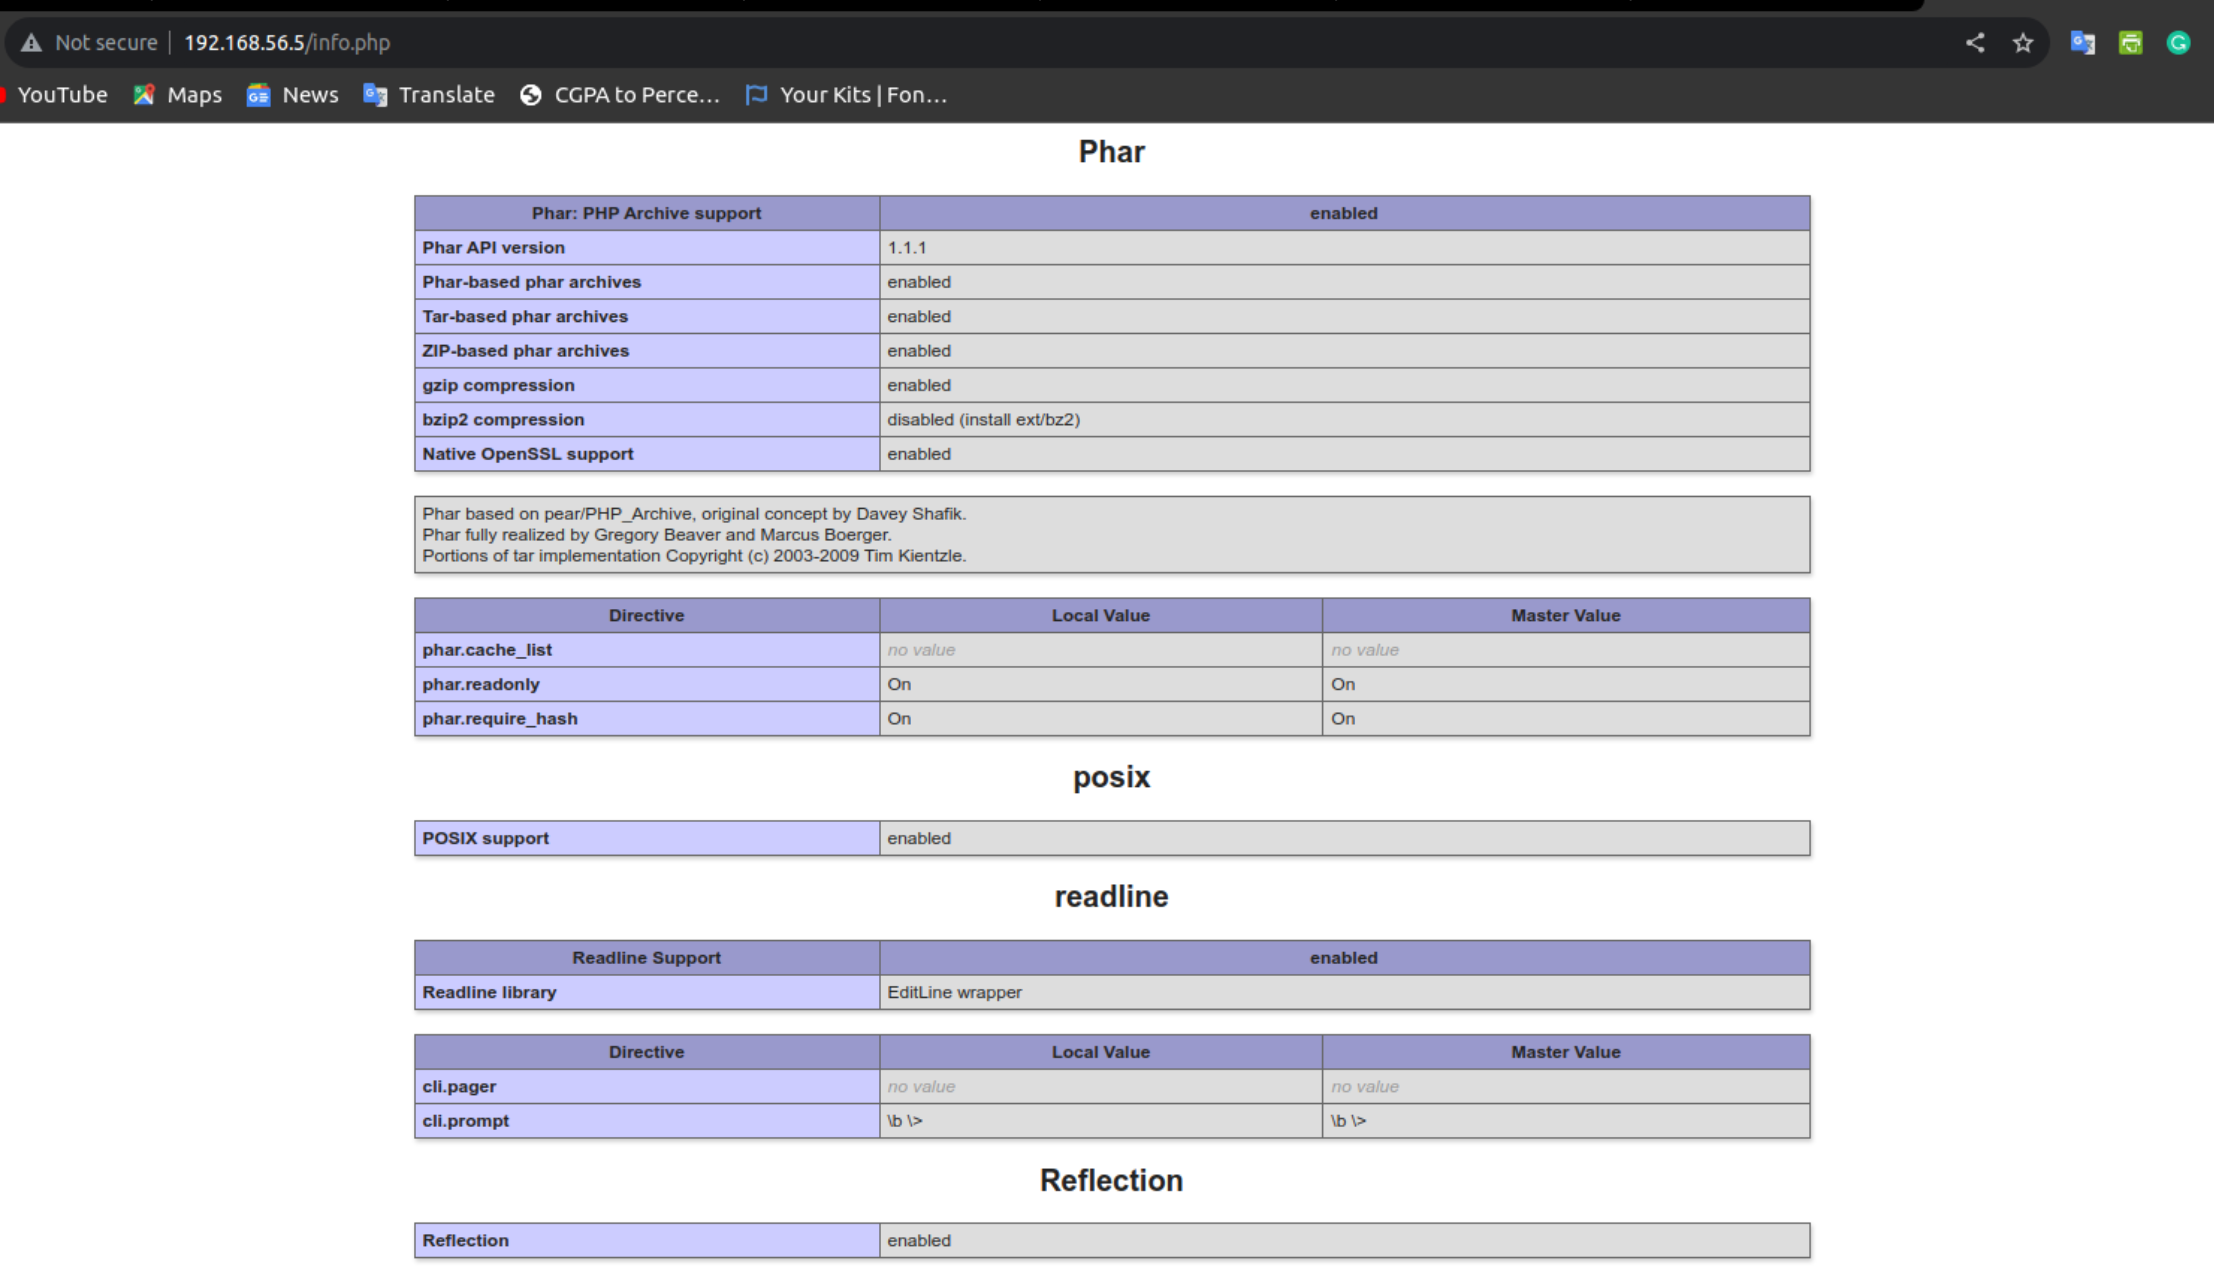 Not secure | 192.168.56.5/info.php
YouTube Maps News Translate CGPA to Perce... Your Kits | Fon...
Phar
Phar: PHP Archive support enabled
Phar API version 1.1.1
Phar-based phar archives enabled
Tar-based phar archives enabled
ZIP-based phar archives enabled
gzip compression enabled
bzip2 compression disabled (install ext/bz2)
Native OpenSSL support enabled
Phar based on pear/PHP_Archive, original concept by Davey Shafik.
Phar fully realized by Gregory Beaver and Marcus Boerger.
Portions of tar implementation Copyright (c) 2003-2009 Tim Kientzle.
Directive Local Value Master Value
phar.cache_list no value no value
phar.readonly On On
phar.require_hash On On
posix
POSIX support enabled
readline
Readline Support enabled
Readline library EditLine wrapper
Directive Local Value Master Value
cli.pager no value no value
cli.prompt \b \> \b \>
Reflection
Reflection enabled